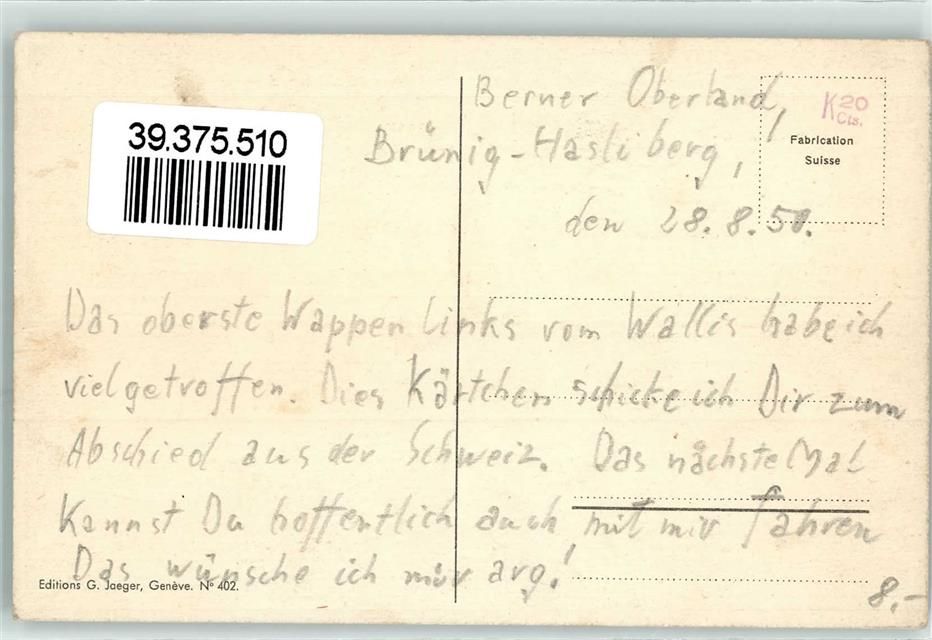 39.375.510
Berner Oberland,
Brünig-Hasliberg,
den 28.8.50.
K20
Cts.
Fabrication
Suisse
Das oberste Wappen links vom Wallis habe ich
viel getroffen. Dies Kärtchen schicke ich Dir zum
Abschied aus der Schweiz. Das nächste Mal
Kannst Du hoffentlich auch mit mir fahren
Das wünsche ich mir arg!
Editions G. Jaeger, Genève. Nº 402.
8.-